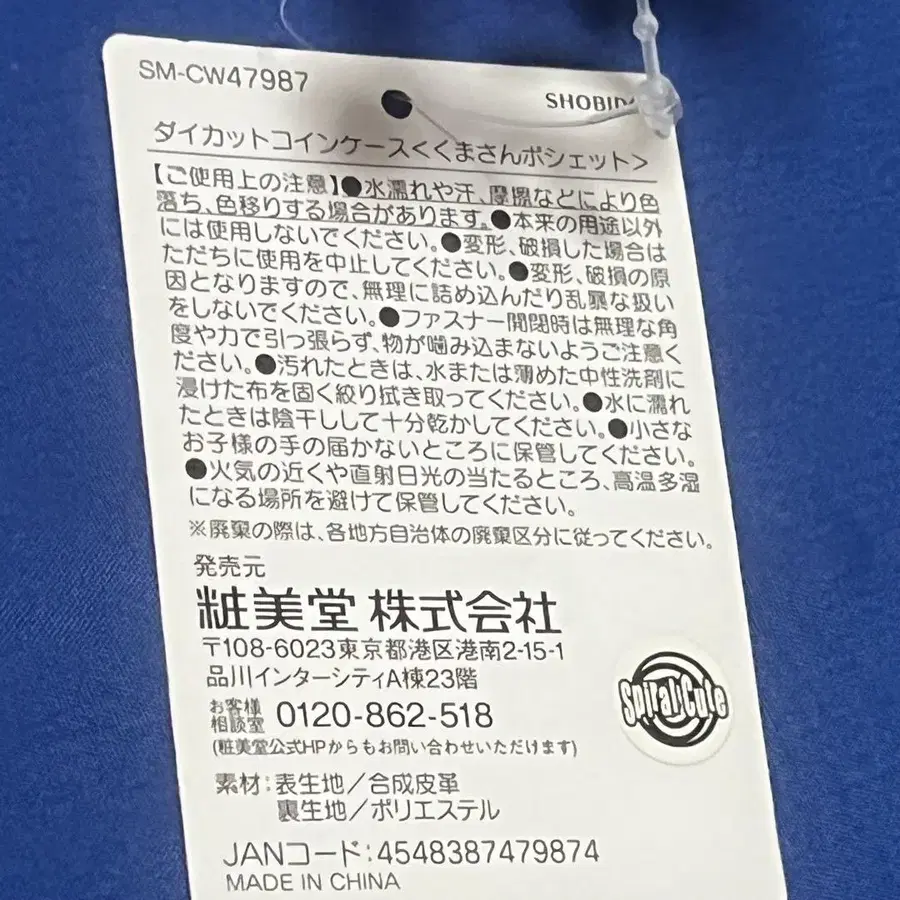 SM-CW47987
SHOBIDO
ダイカットコインケース<くまさんポシェット>
【ご使用上の注意】●水濡れや汗、摩擦などにより色
落ち、色移りする場合があります。●本来の用途以外
には使用しないでください。●変形、破損した場合は
ただちに使用を中止してください。●変形、破損の原
因となりますので、無理に詰め込んだり乱暴な扱い
をしないでください。●ファスナー開閉時は無理な角
度や力で引っ張らず、物が噛み込まないようご注意く
ださい。●汚れたときは、水または薄めた中性洗剤に
浸けた布を固く絞り拭き取ってください。●水に濡れ
たときは陰干しして十分乾かしてください。●小さな
お子様の手の届かないところに保管してください。
●火気の近くや直射日光の当たるところ、高温多湿
になる場所を避けて保管してください。
※廃棄の際は、各地方自治体の廃棄区分に従ってください。
発売元
粧美堂 株式会社
〒108-6023東京都港区港南2-15-1
品川インターシティA棟23階
お客様
相談室 0120-862-518
(粧美堂公式HPからもお問い合わせいただけます)
Spiral Cute
素材:表生地/合成皮革
裏生地/ポリエステル
JANコード:4548387479874
MADE IN CHINA